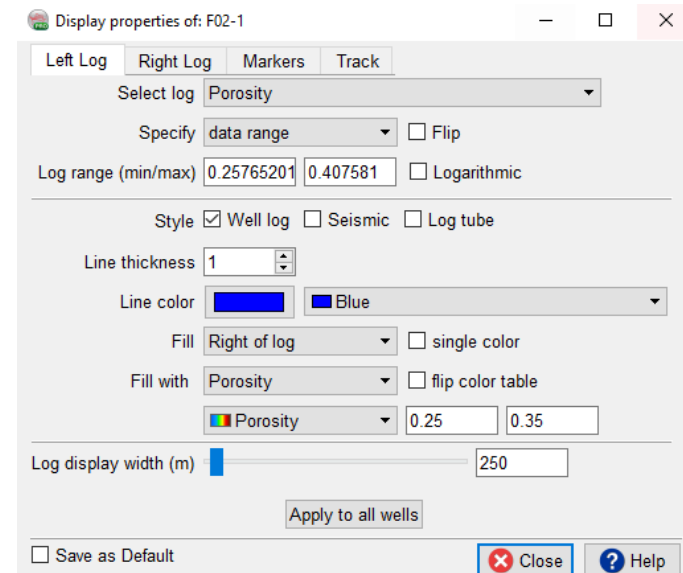 Display properties of: F02-1
Left Log Right Log Markers Track
Select log Porosity
Specify data range Flip
Log range (min/max) 0.25765201 0.407581 Logarithmic
Style Well log Seismic Log tube
Line thickness 1
Line color Blue
Fill Right of log single color
Fill with Porosity flip color table
Porosity 0.25 0.35
Log display width (m) 250
Apply to all wells
Save as Default Close Help